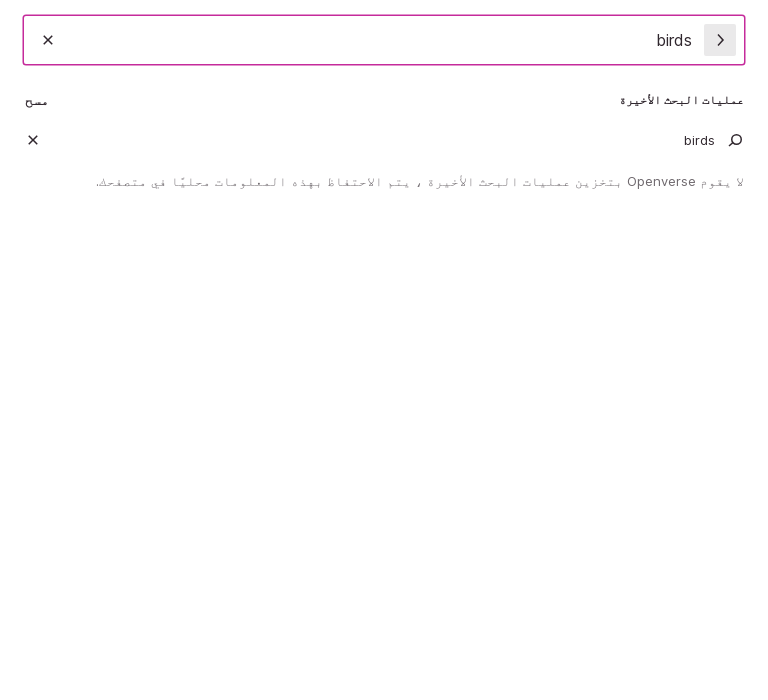 birds
عمليات البحث الأخيرة
مسح
birds
لا يقوم Openverse بتخزين عمليات البحث الأخيرة ، يتم الاحتفاظ بهذه المعلومات محليًا في متصفحك.